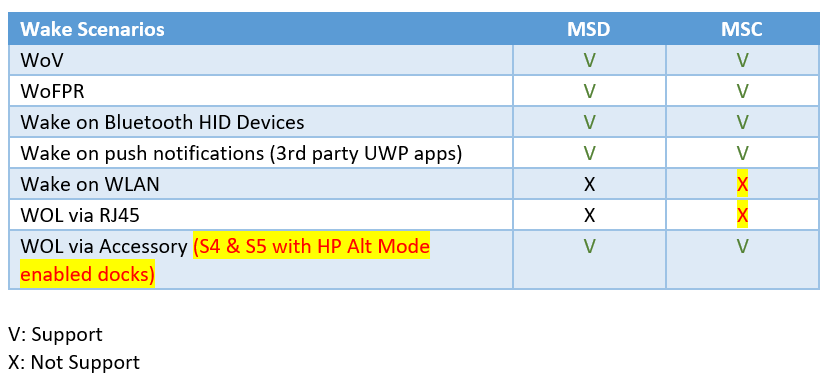 Wake Scenarios MSD MSC
WoV V V
WoFPR V V
Wake on Bluetooth HID Devices V V
Wake on push notifications (3rd party UWP apps) V V
Wake on WLAN X X
WOL via RJ45 X X
WOL via Accessory (S4 & S5 with HP Alt Mode V V
enabled docks)
V: Support
X: Not Support